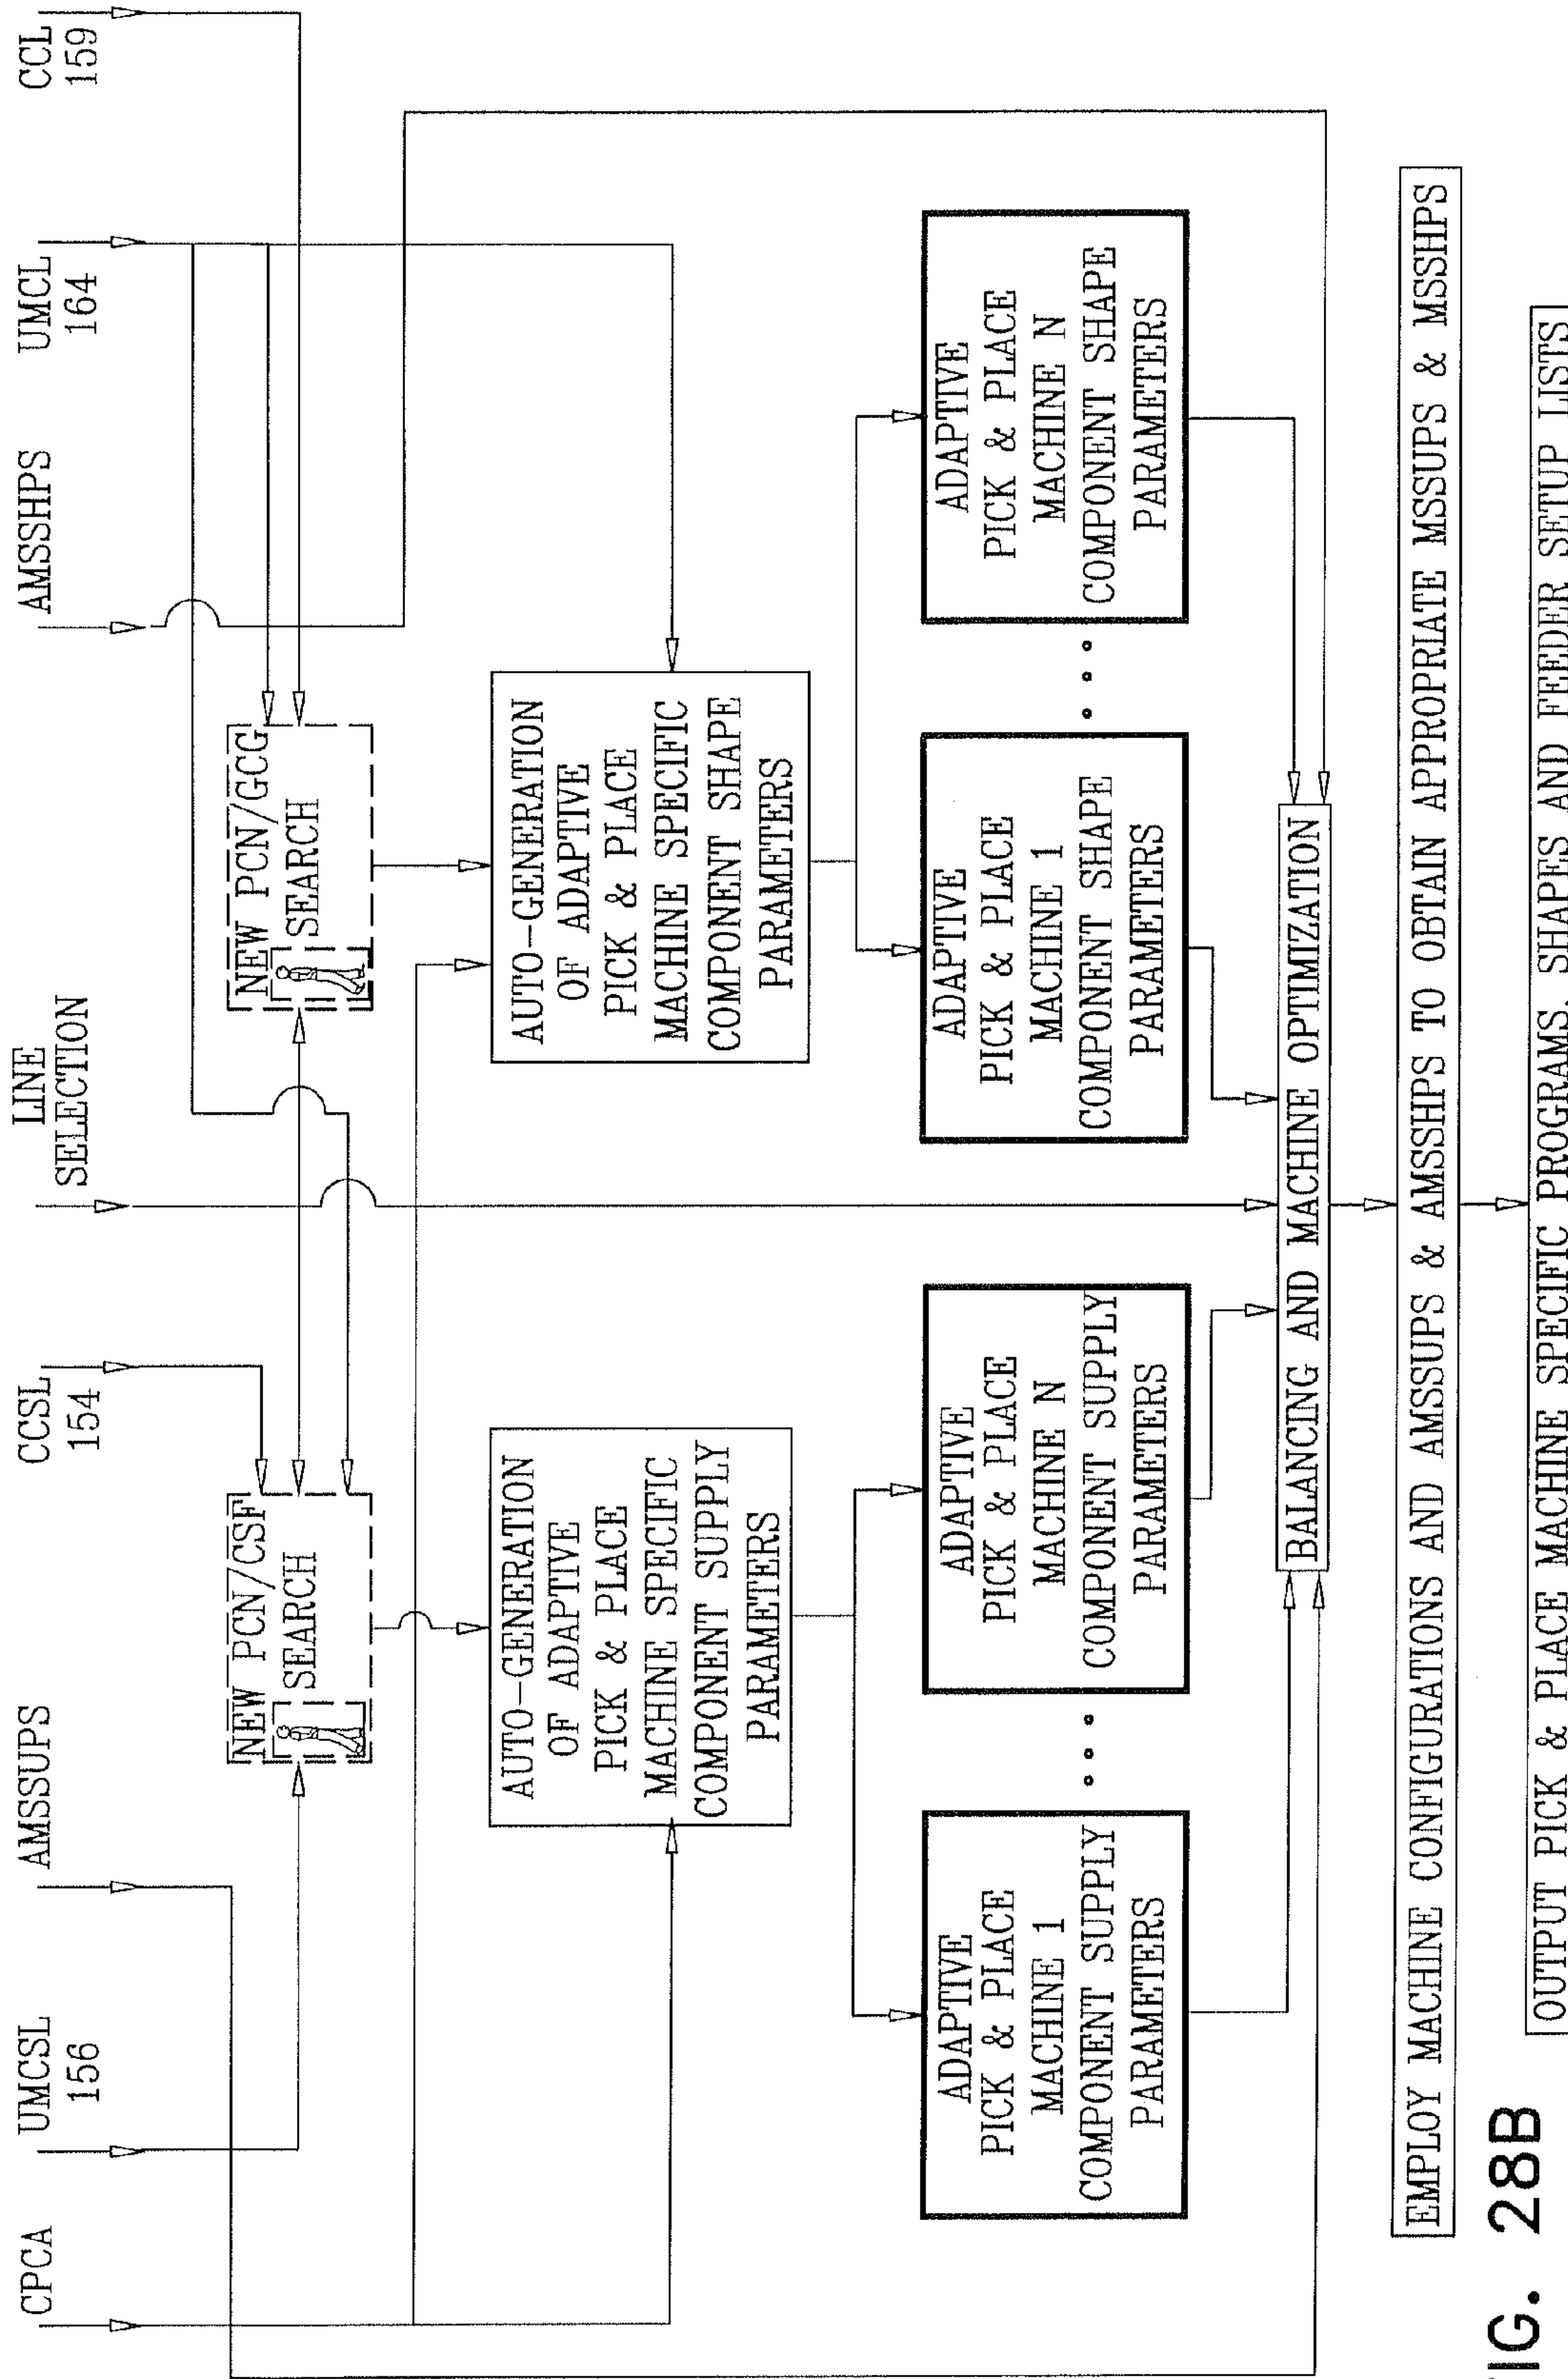 CPCA
UMCSL
156
AMSSUPS
CCSL
154
LINE
SELECTION
AMSSHPS
UMCL
164
CCL
159
NEW PCN/CSF
SEARCH
NEW PCN/GCG
SEARCH
AUTO-GENERATION
OF ADAPTIVE
PICK & PLACE
MACHINE SPECIFIC
COMPONENT SUPPLY
PARAMETERS
AUTO-GENERATION
OF ADAPTIVE
PICK & PLACE
MACHINE SPECIFIC
COMPONENT SHAPE
PARAMETERS
ADAPTIVE
PICK & PLACE
MACHINE 1
COMPONENT SUPPLY
PARAMETERS
ADAPTIVE
PICK & PLACE
MACHINE N
COMPONENT SUPPLY
PARAMETERS
ADAPTIVE
PICK & PLACE
MACHINE 1
COMPONENT SHAPE
PARAMETERS
ADAPTIVE
PICK & PLACE
MACHINE N
COMPONENT SHAPE
PARAMETERS
BALANCING AND MACHINE OPTIMIZATION
EMPLOY MACHINE CONFIGURATIONS AND AMSSUPS & AMSSHPS TO OBTAIN APPROPRIATE MSSUPS & MSSHPS
OUTPUT PICK & PLACE MACHINE SPECIFIC PROGRAMS, SHAPES AND FEEDER SETUP LISTS
IG. 28B